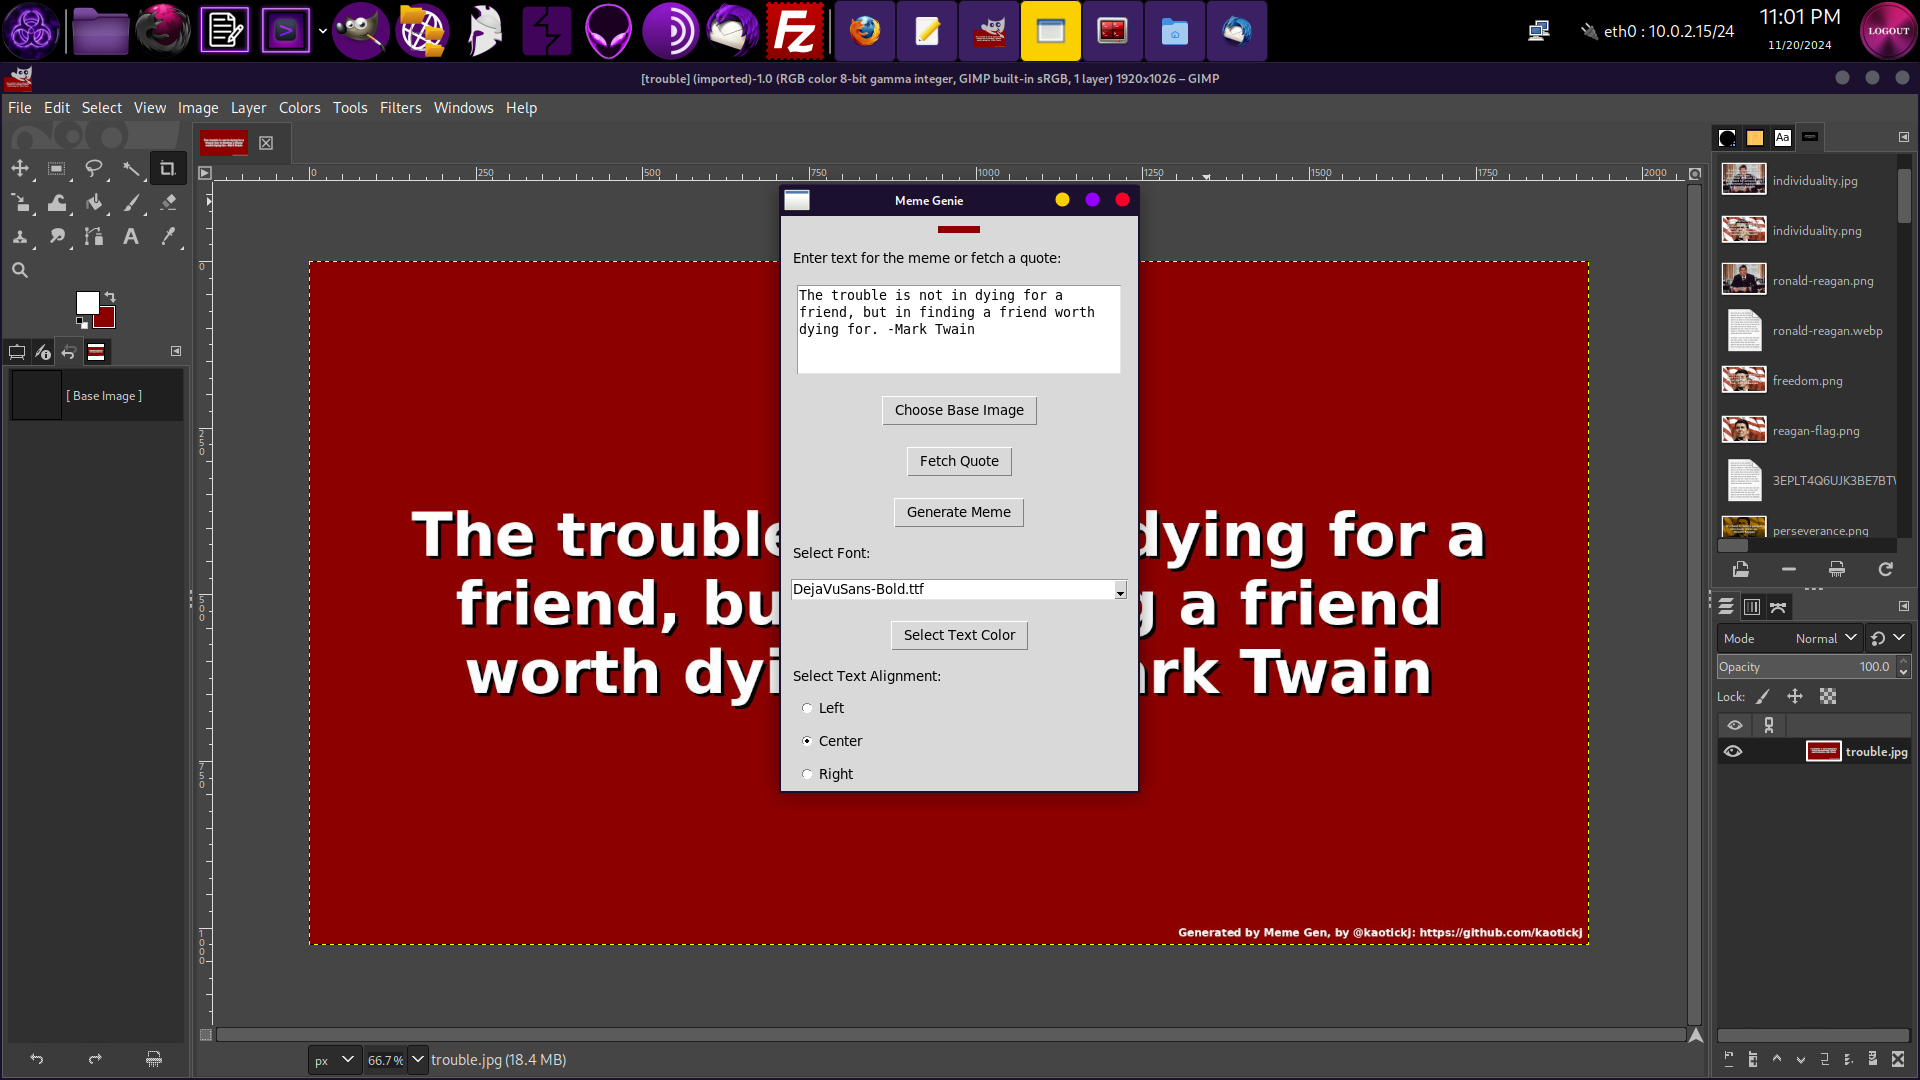 11:01 PM
eth0 : 10.0.2.15/24
11/20/2024
LOGOUT
[trouble] (imported)-1.0 (RGB color 8-bit gamma integer, GIMP built-in sRGB, 1 layer) 1920x1026 – GIMP
File Edit Select View Image Layer Colors Tools Filters Windows Help
0 250 500 750 1000 1250 1500 1750 2000
[ Base Image ]
0
250
500
750
1000
The trouble dying for a
friend, bu g a friend
worth dyi ark Twain
Generated by Meme Gen, by @kaotickj: https://github.com/kaotickj
Meme Genie
Enter text for the meme or fetch a quote:
The trouble is not in dying for a
friend, but in finding a friend worth
dying for. -Mark Twain
Choose Base Image
Fetch Quote
Generate Meme
Select Font:
DejaVuSans-Bold.ttf
Select Text Color
Select Text Alignment:
Left
Center
Right
Aa
individuality.jpg
individuality.png
ronald-reagan.png
ronald-reagan.webp
freedom.png
reagan-flag.png
3EPLT4Q6UJK3BE7BT
perseverance.png
Mode Normal
Opacity 100.0
Lock:
trouble.jpg
px 66.7 % trouble.jpg (18.4 MB)